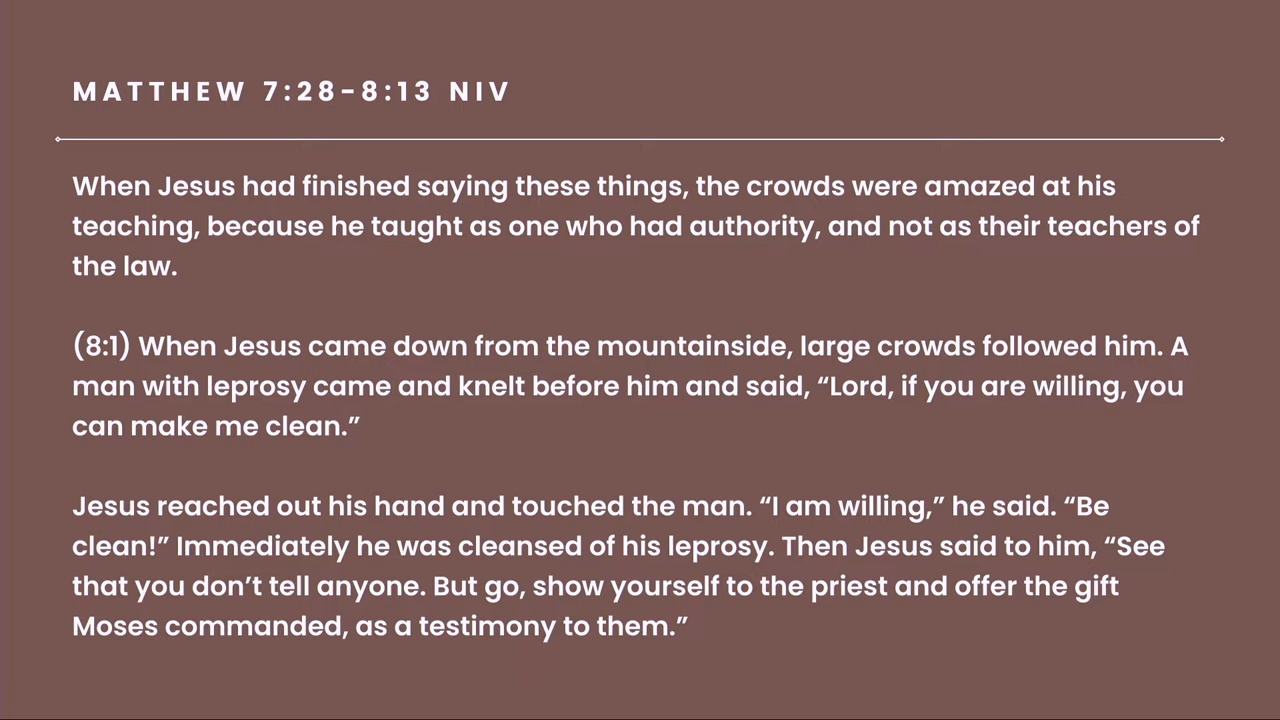 MATTHEW 7:28-8:13 NIV
When Jesus had finished saying these things, the crowds were amazed at his
teaching, because he taught as one who had authority, and not as their teachers of
the law.
(8:1) When Jesus came down from the mountainside, large crowds followed him. A
man with leprosy came and knelt before him and said, “Lord, if you are willing, you
can make me clean.”
Jesus reached out his hand and touched the man. “I am willing,” he said. “Be
clean!” Immediately he was cleansed of his leprosy. Then Jesus said to him, “See
that you don’t tell anyone. But go, show yourself to the priest and offer the gift
Moses commanded, as a testimony to them.”